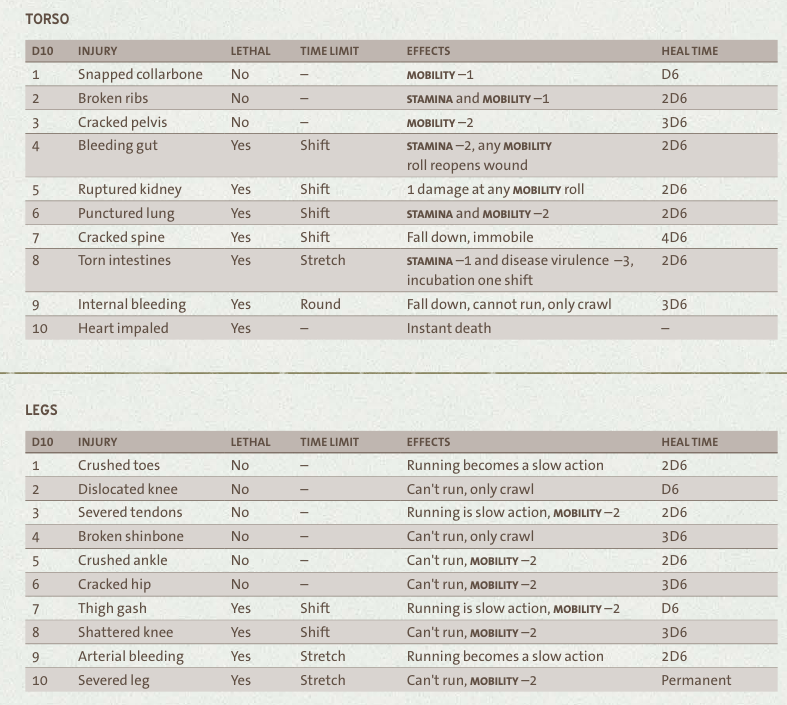 TORSO
D10 INJURY LETHAL TIME LIMIT EFFECTS HEAL TIME
1 Snapped collarbone No – MOBILITY –1 D6
2 Broken ribs No – STAMINA and MOBILITY –1 2D6
3 Cracked pelvis No – MOBILITY –2 3D6
4 Bleeding gut Yes Shift STAMINA –2, any MOBILITY 2D6
roll reopens wound
5 Ruptured kidney Yes Shift 1 damage at any MOBILITY roll 2D6
6 Punctured lung Yes Shift STAMINA and MOBILITY –2 2D6
7 Cracked spine Yes Shift Fall down, immobile 4D6
8 Torn intestines Yes Stretch STAMINA –1 and disease virulence –3, 2D6
incubation one shift
9 Internal bleeding Yes Round Fall down, cannot run, only crawl 3D6
10 Heart impaled Yes – Instant death –
LEGS
D10 INJURY LETHAL TIME LIMIT EFFECTS HEAL TIME
1 Crushed toes No – Running becomes a slow action 2D6
2 Dislocated knee No – Can't run, only crawl D6
3 Severed tendons No – Running is slow action, MOBILITY –2 2D6
4 Broken shinbone No – Can't run, only crawl 3D6
5 Crushed ankle No – Can't run, MOBILITY –2 2D6
6 Cracked hip No – Can't run, MOBILITY –2 3D6
7 Thigh gash Yes Shift Running is slow action, MOBILITY –2 D6
8 Shattered knee Yes Shift Can't run, MOBILITY –2 3D6
9 Arterial bleeding Yes Stretch Running becomes a slow action 2D6
10 Severed leg Yes Stretch Can't run, MOBILITY –2 Permanent